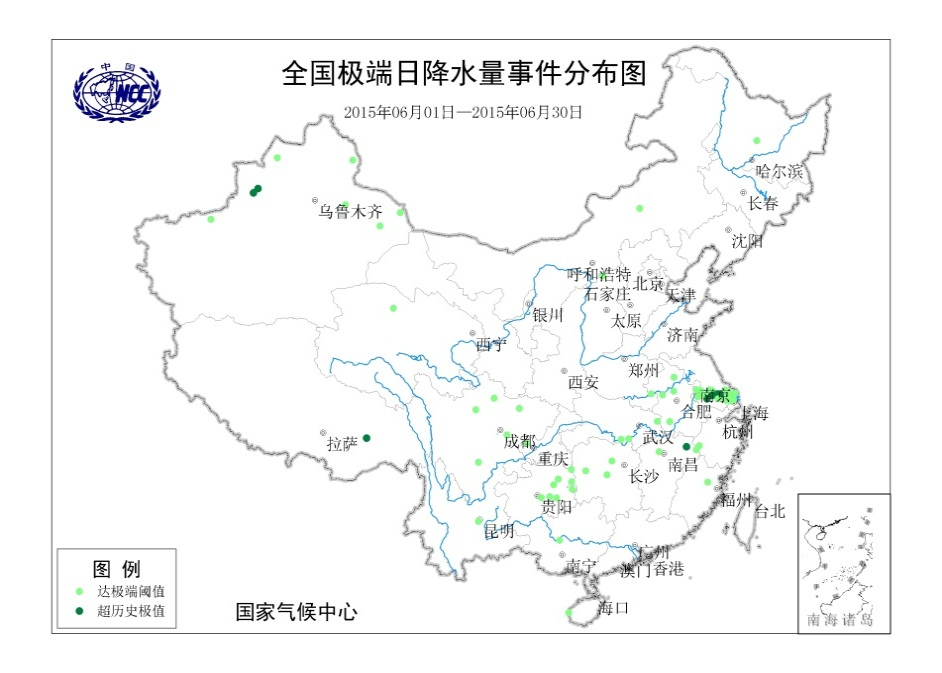 全国极端日降水量事件分布图
2015年06月01日—2015年06月30日
中国
NCC
哈尔滨
长春
乌鲁木齐
沈阳
呼和浩特
北京
天津
石家庄
银川
太原
济南
西宁
郑州
西安
南京
合肥
上海
杭州
拉萨
成都
武汉
重庆
南昌
长沙
福州
台北
贵阳
昆明
广州
南宁
澳门
香港
海口
图 例
达极端阈值
超历史极值
国家气候中心
南海诸岛